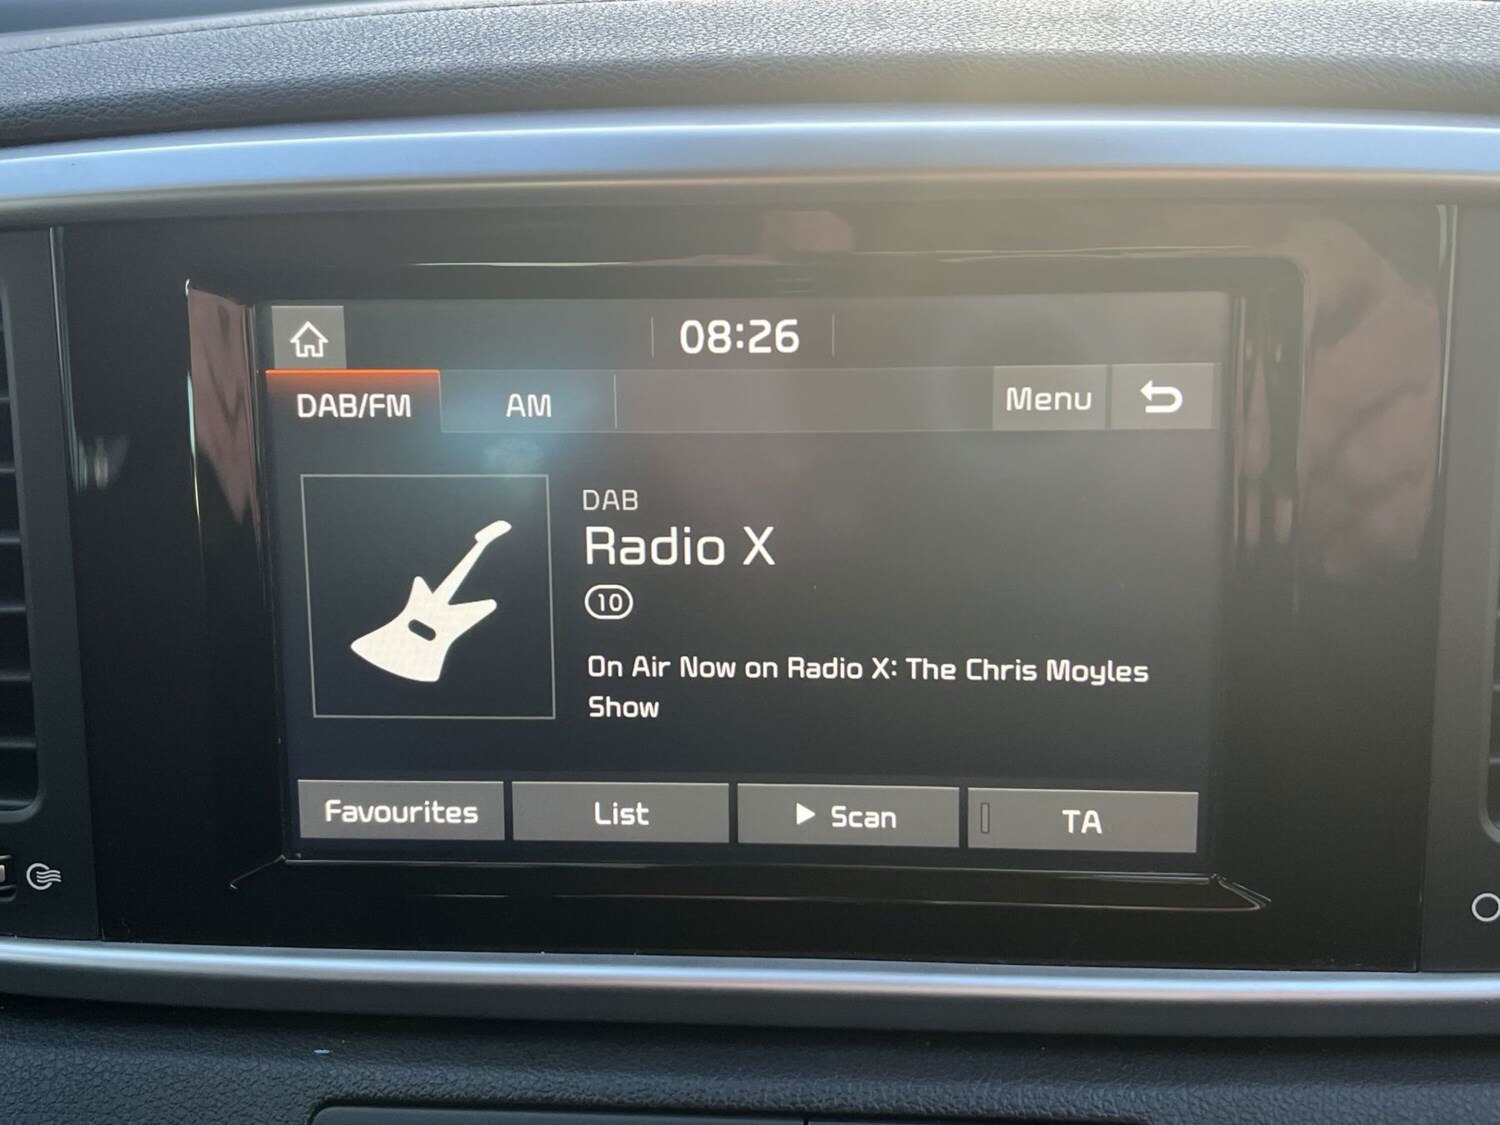 08:26
DAB/FM
AM
Menu
DAB
Radio X
10
On Air Now on Radio X: The Chris Moyles
Show
Favourites
List
Scan
TA